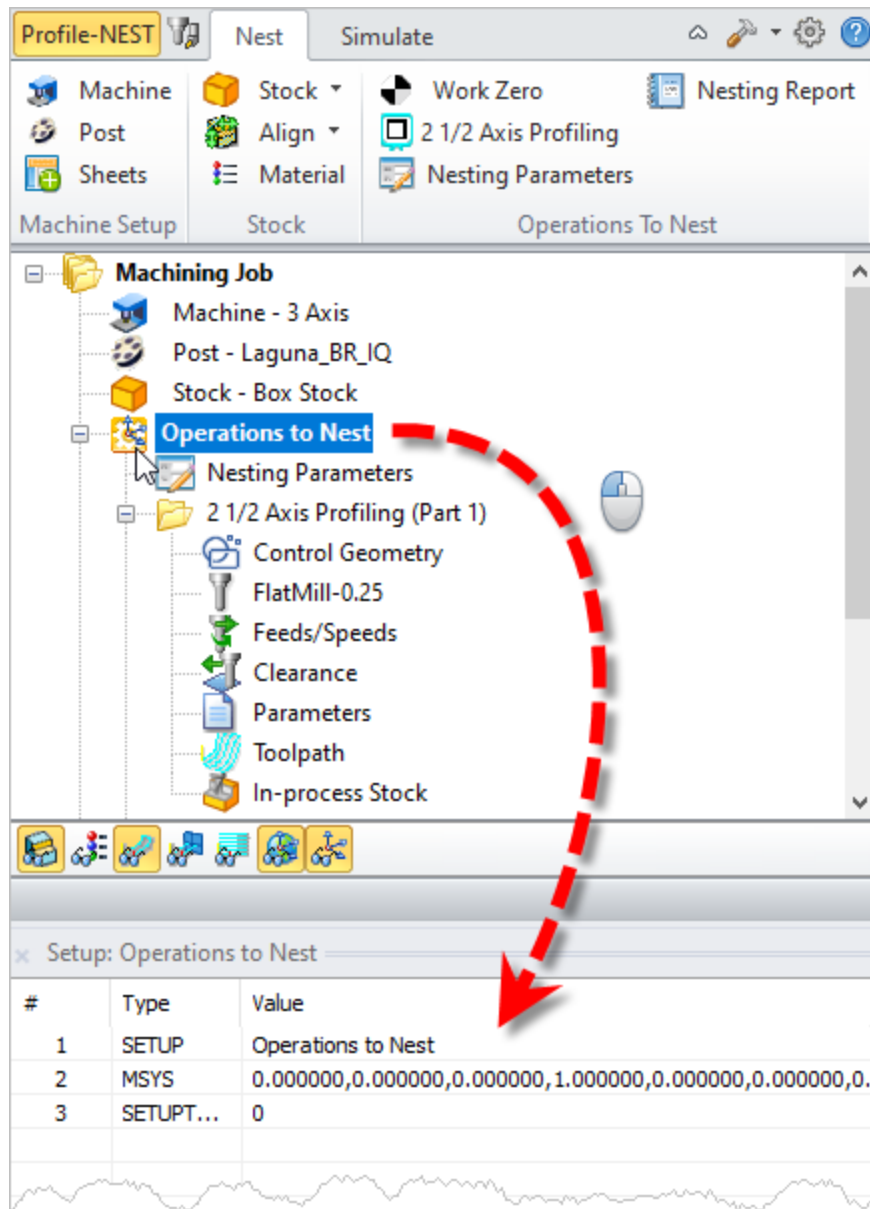 Profile-NEST Nest Simulate
Machine Stock Work Zero Nesting Report
Post Align 2 1/2 Axis Profiling
Sheets Material Nesting Parameters
Machine Setup Stock Operations To Nest
Machining Job
Machine - 3 Axis
Post - Laguna_BR_IQ
Stock - Box Stock
Operations to Nest
Nesting Parameters
2 1/2 Axis Profiling (Part 1)
Control Geometry
FlatMill-0.25
Feeds/Speeds
Clearance
Parameters
Toolpath
In-process Stock
Setup: Operations to Nest
# Type Value
1 SETUP Operations to Nest
2 MSYS 0.000000,0.000000,0.000000,1.000000,0.000000,0.000000,0.
3 SETUPT... 0